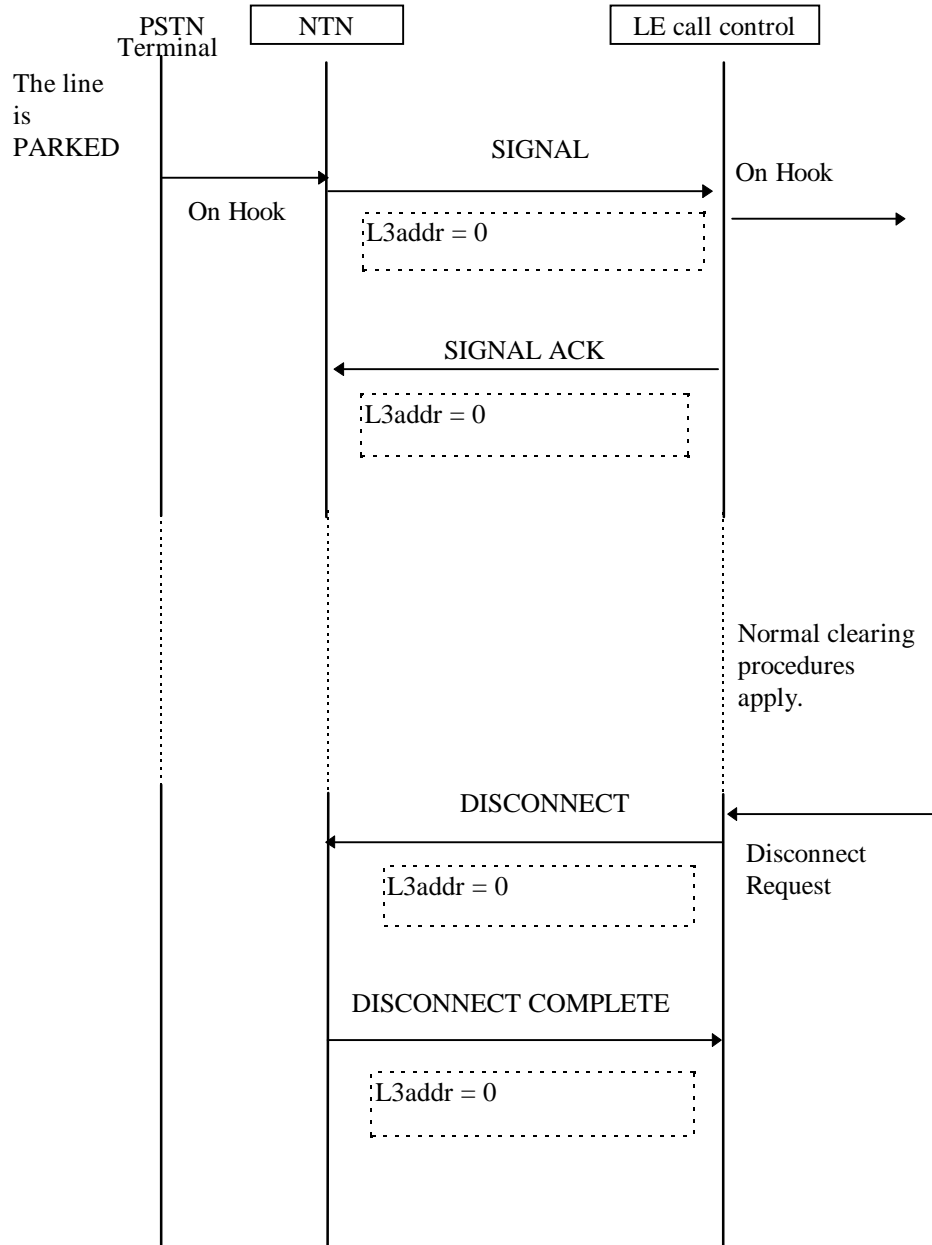 PSTN
Terminal
NTN
LE call control
The line
is
PARKED
SIGNAL
On Hook
On Hook
L3addr = 0
SIGNAL ACK
L3addr = 0
Normal clearing
procedures
apply.
DISCONNECT
Disconnect
Request
L3addr = 0
DISCONNECT COMPLETE
L3addr = 0